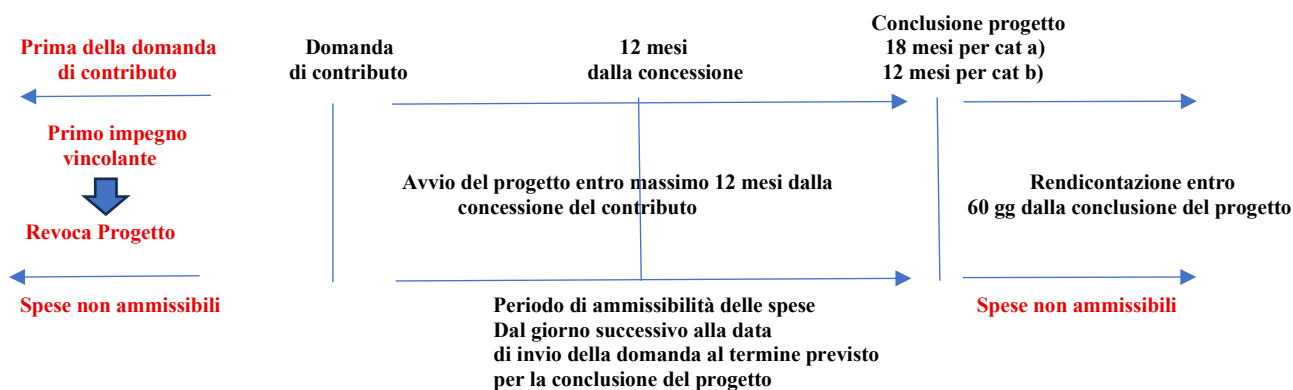 Prima della domanda
di contributo
Domanda
di contributo
12 mesi
dalla concessione
Conclusione progetto
18 mesi per cat a)
12 mesi per cat b)
Primo impegno
vincolante
Revoca Progetto
Avvio del progetto entro massimo 12 mesi dalla
concessione del contributo
Rendicontazione entro
60 gg dalla conclusione del progetto
Spese non ammissibili
Periodo di ammissibilità delle spese
Dal giorno successivo alla data
di invio della domanda al termine previsto
per la conclusione del progetto
Spese non ammissibili